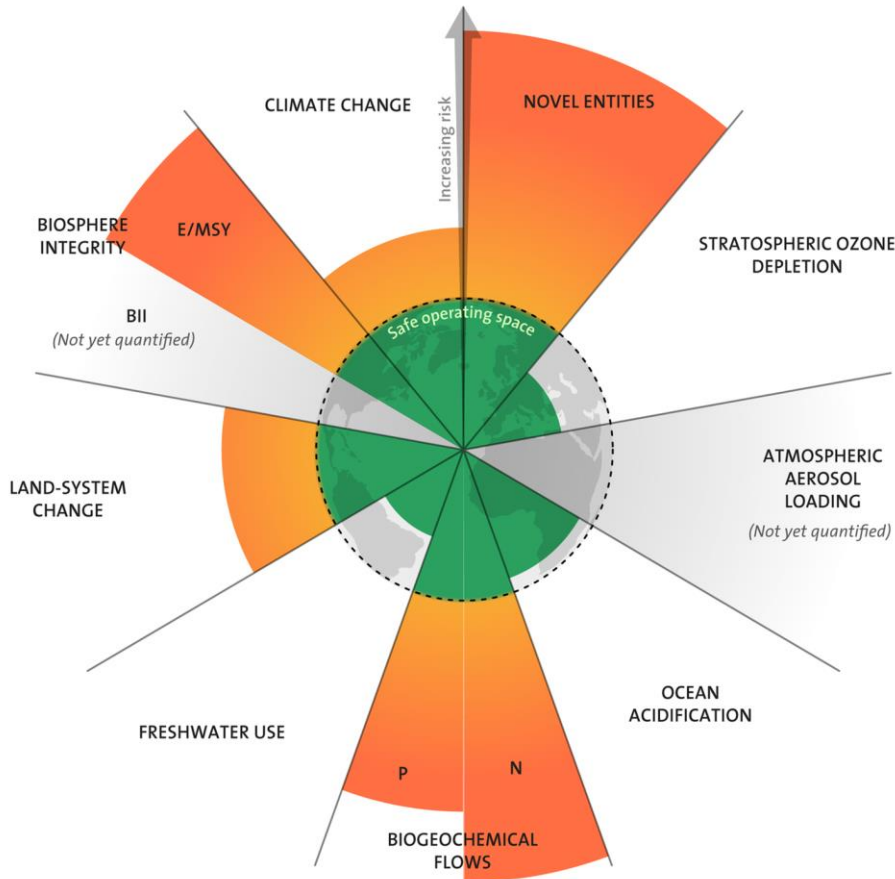 CLIMATE CHANGE
Increasing risk
NOVEL ENTITIES
BIOSPHERE
INTEGRITY
E/MSY
STRATOSPHERIC OZONE
DEPLETION
BII
(Not yet quantified)
Safe operating space
LAND-SYSTEM
CHANGE
ATMOSPHERIC
AEROSOL
LOADING
(Not yet quantified)
FRESHWATER USE
OCEAN
ACIDIFICATION
P
N
BIOGEOCHEMICAL
FLOWS